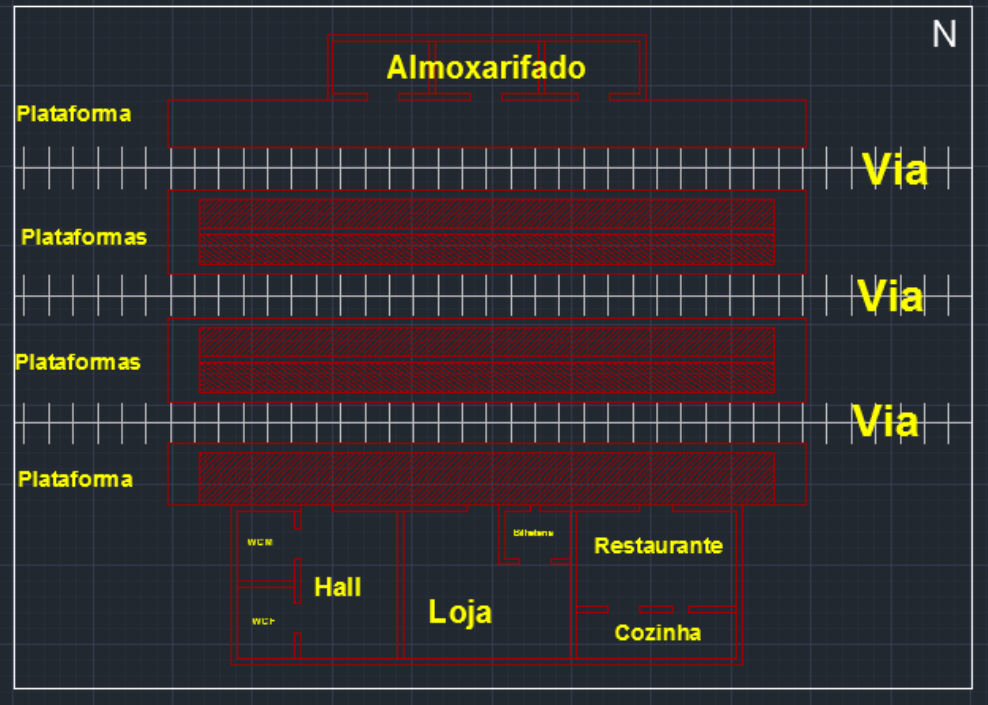 N
Almoxarifado
Plataforma
Via
Plataformas
Via
Plataformas
Via
Plataforma
WCM
Bilheteria
Restaurante
Hall
Loja
WCF
Cozinha